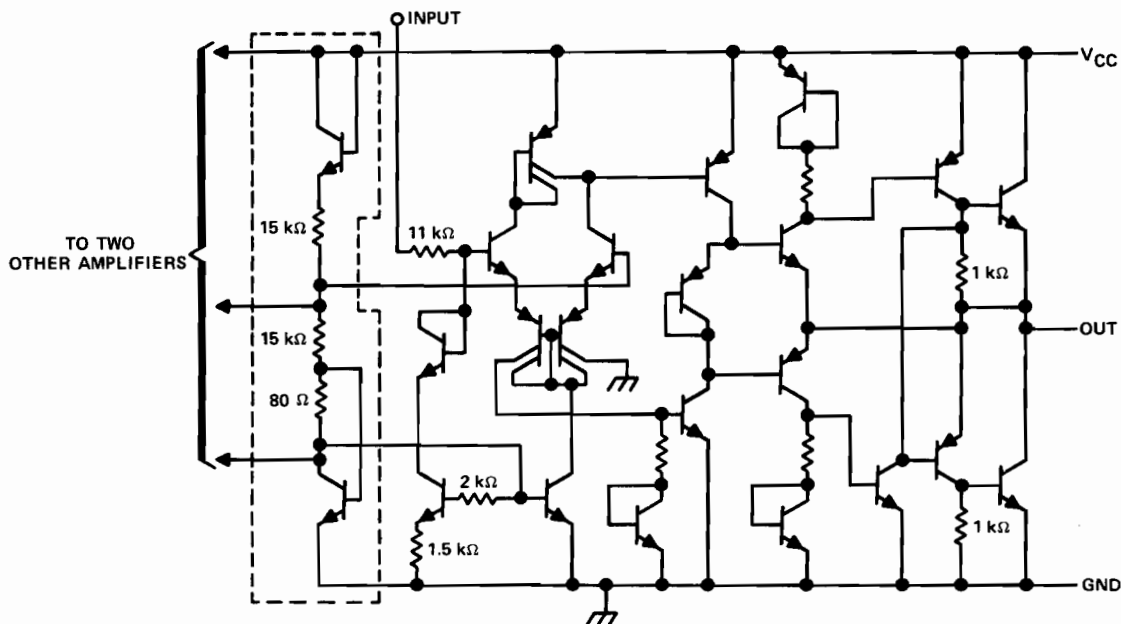 INPUT
VCC
15 kΩ
11 kΩ
TO TWO
OTHER AMPLIFIERS
1 kΩ
15 kΩ
OUT
80 Ω
2 kΩ
1.5 kΩ
1 kΩ
GND